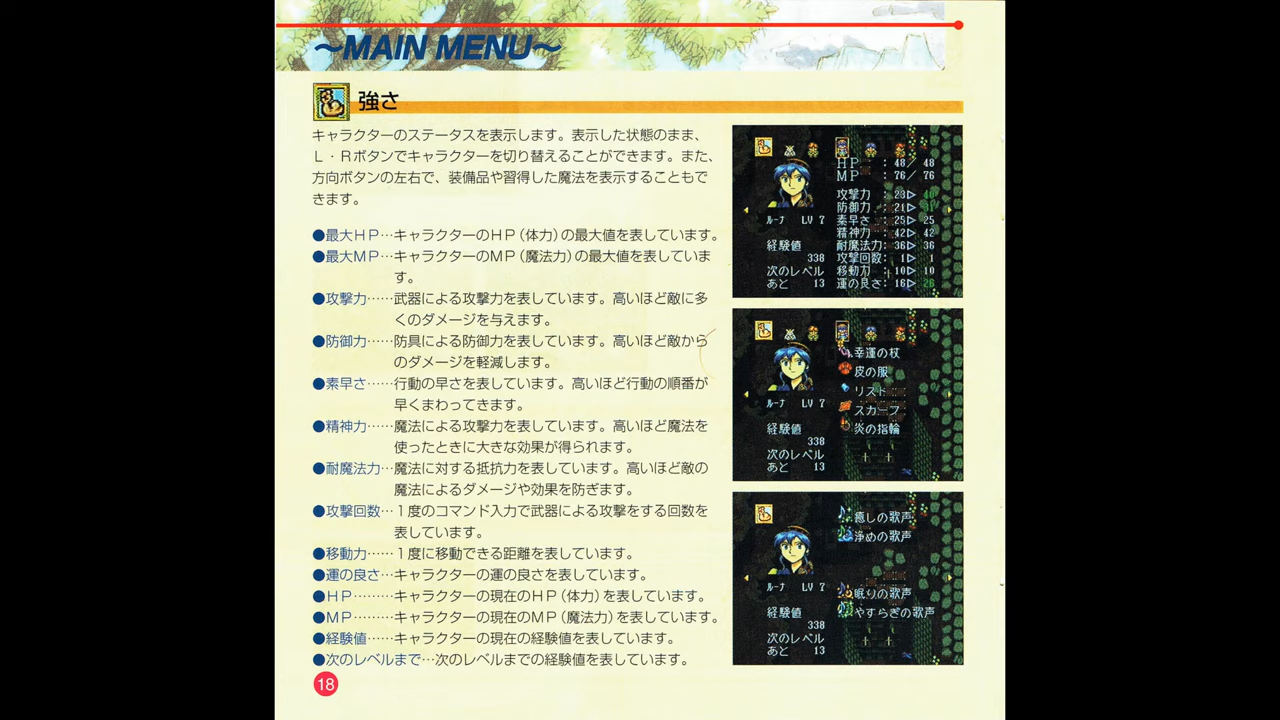 ～MAIN MENU～
強さ
キャラクターのステータスを表示します。表示した状態のまま、
L・Rボタンでキャラクターを切り替えることができます。また、
方向ボタンの左右で、装備品や習得した魔法を表示することもで
きます。
●最大HP…キャラクターのHP(体力)の最大値を表しています。
●最大MP…キャラクターのMP(魔法力)の最大値を表していま
す。
●攻撃力……武器による攻撃力を表しています。高いほど敵に多
くのダメージを与えます。
●防御力……防具による防御力を表しています。高いほど敵から
のダメージを軽減します。
●素早さ……行動の早さを表しています。高いほど行動の順番が
早くまわってきます。
●精神力……魔法による攻撃力を表しています。高いほど魔法を
使ったときに大きな効果が得られます。
●耐魔法力…魔法に対する抵抗力を表しています。高いほど敵の
魔法によるダメージや効果を防ぎます。
●攻撃回数…1度のコマンド入力で武器による攻撃をする回数を
表しています。
●移動力……1度に移動できる距離を表しています。
●運の良さ…キャラクターの運の良さを表しています。
●HP………キャラクターの現在のHP(体力)を表しています。
●MP………キャラクターの現在のMP(魔法力)を表しています。
●経験値……キャラクターの現在の経験値を表しています。
●次のレベルまで…次のレベルまでの経験値を表しています。
18
HP : 48/ 48
MP : 76/ 76
攻撃力 : 23▷ 40
防御力 : 21▷ 31
素早さ : 25▷ 25
精神力 : 42▷ 42
耐魔法力: 36▷ 36
攻撃回数: 1▷ 1
移動力 : 10▷ 10
運の良さ: 16▷ 26
ルーナ LV 7
経験値
338
次のレベル
あと 13
幸運の杖
皮の服
リスト
スカーフ
炎の指輪
ルーナ LV 7
経験値
338
次のレベル
あと 13
癒しの歌声
浄めの歌声
眠りの歌声
やすらぎの歌声
ルーナ LV 7
経験値
338
次のレベル
あと 13